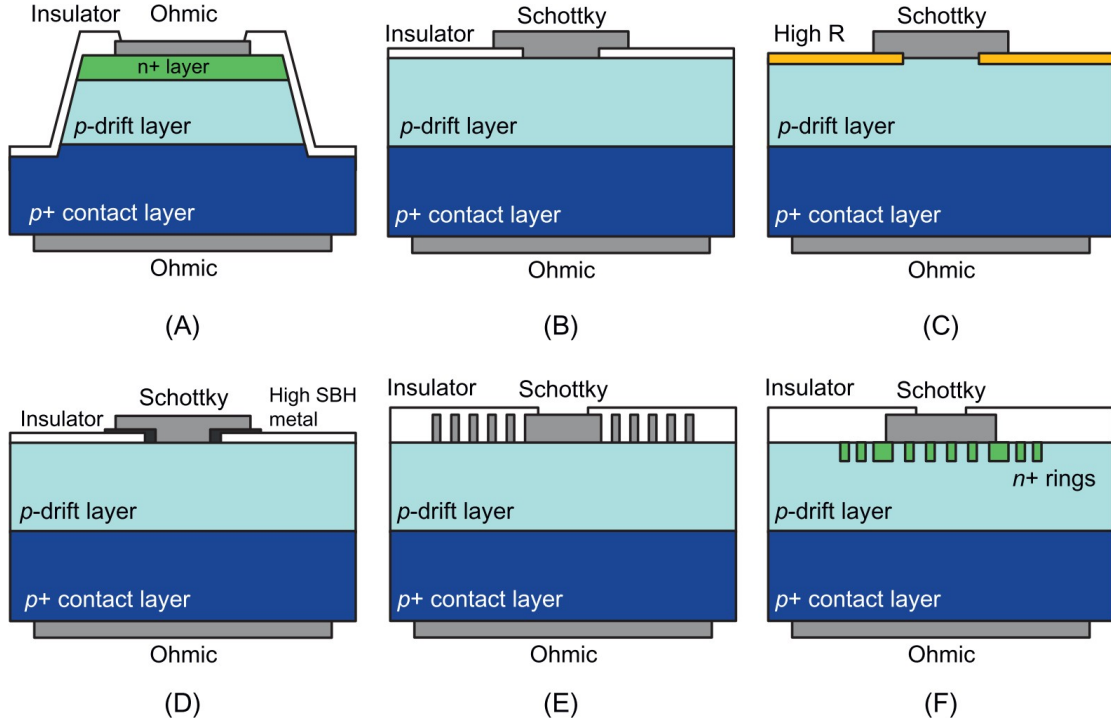 Insulator Ohmic
n+ layer
p-drift layer
p+ contact layer
Ohmic
(A)
Schottky
Insulator
p-drift layer
p+ contact layer
Ohmic
(B)
Schottky
High R
p-drift layer
p+ contact layer
Ohmic
(C)
Schottky
High SBH
metal
Insulator
p-drift layer
p+ contact layer
Ohmic
(D)
Insulator Schottky
p-drift layer
p+ contact layer
Ohmic
(E)
Insulator Schottky
n+ rings
p-drift layer
p+ contact layer
Ohmic
(F)